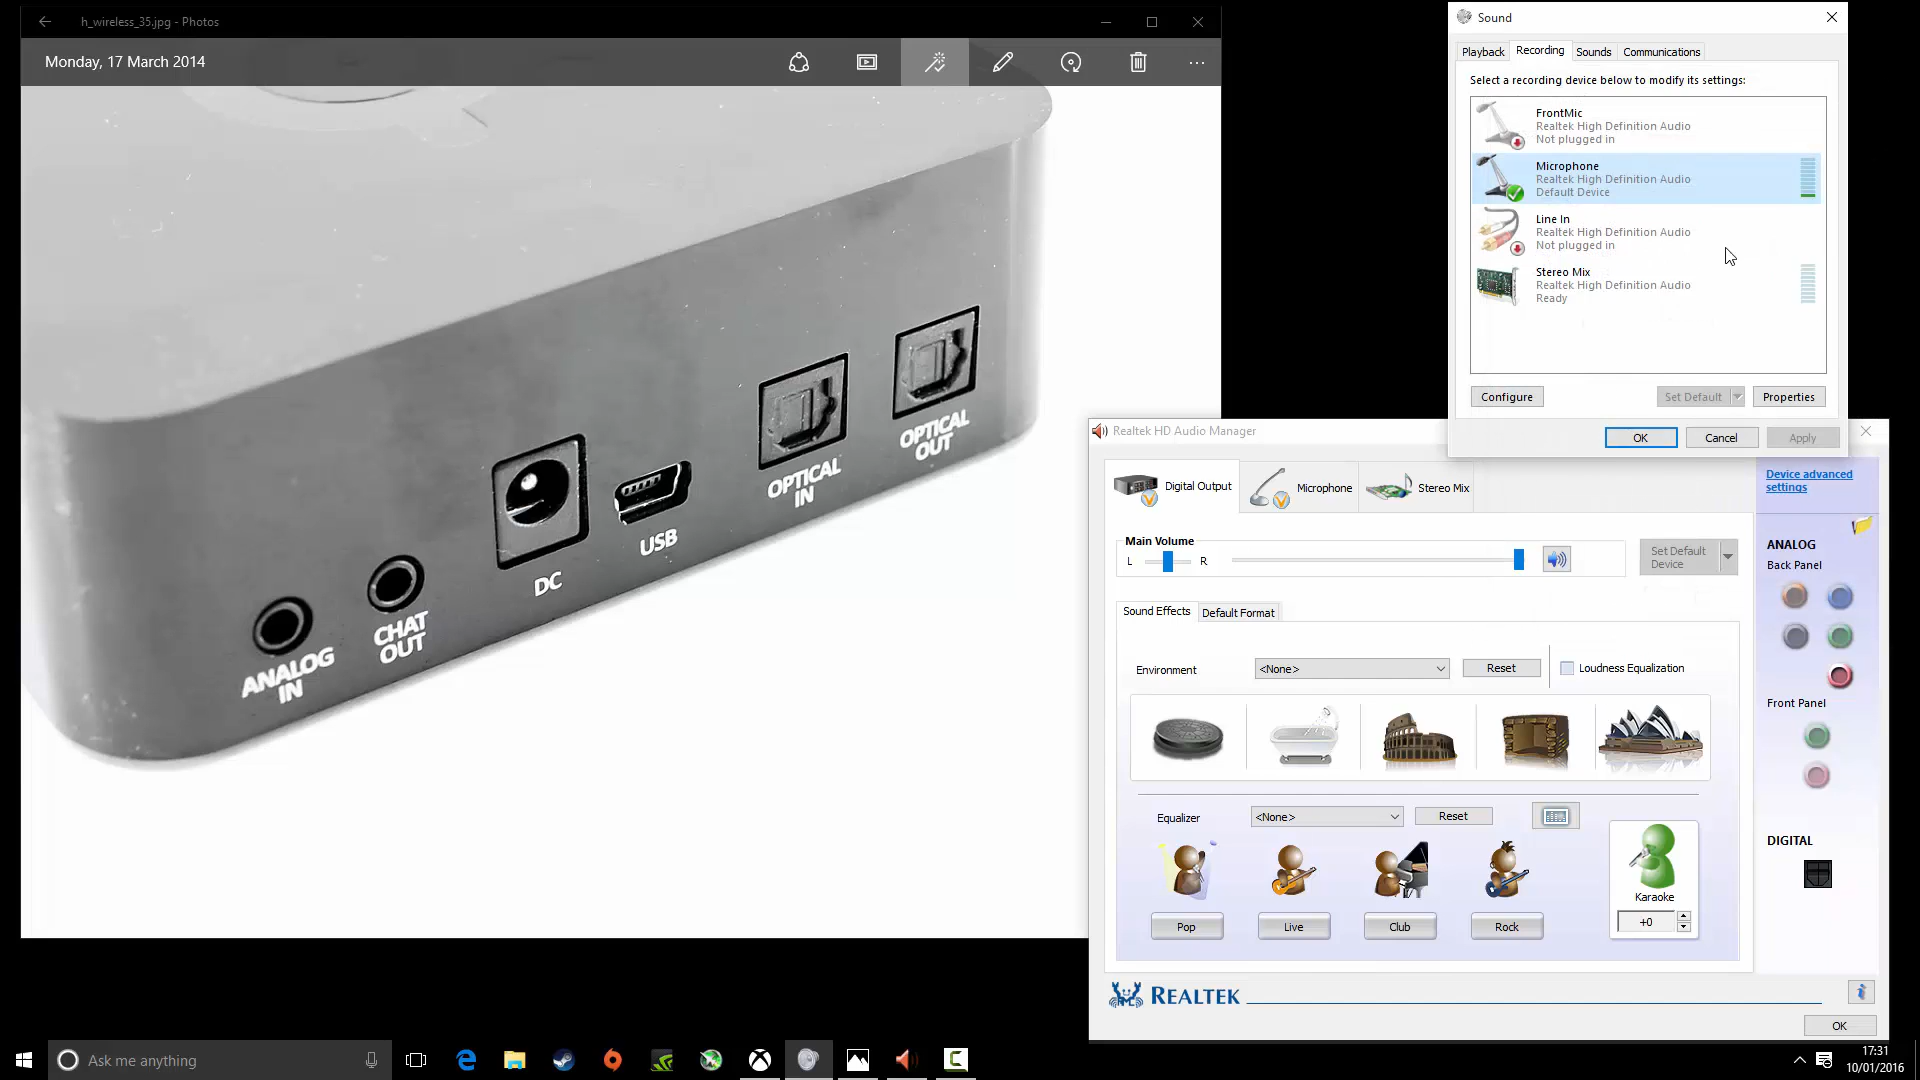 h_wireless_35.jpg - Photos
Monday, 17 March 2014
ANALOG
IN
CHAT
OUT
DC
USB
OPTICAL
IN
OPTICAL
OUT
Sound
Playback
Recording
Sounds
Communications
Select a recording device below to modify its settings:
FrontMic
Realtek High Definition Audio
Not plugged in
Microphone
Realtek High Definition Audio
Default Device
Line In
Realtek High Definition Audio
Not plugged in
Stereo Mix
Realtek High Definition Audio
Ready
Configure
Set Default
Properties
OK
Cancel
Apply
Realtek HD Audio Manager
Digital Output
Microphone
Stereo Mix
Device advanced
settings
Main Volume
L
R
Set Default
Device
ANALOG
Back Panel
Sound Effects
Default Format
Environment
<None>
Reset
Loudness Equalization
Front Panel
Equalizer
<None>
Reset
Karaoke
+0
Pop
Live
Club
Rock
DIGITAL
REALTEK
OK
Ask me anything
17:31
10/01/2016